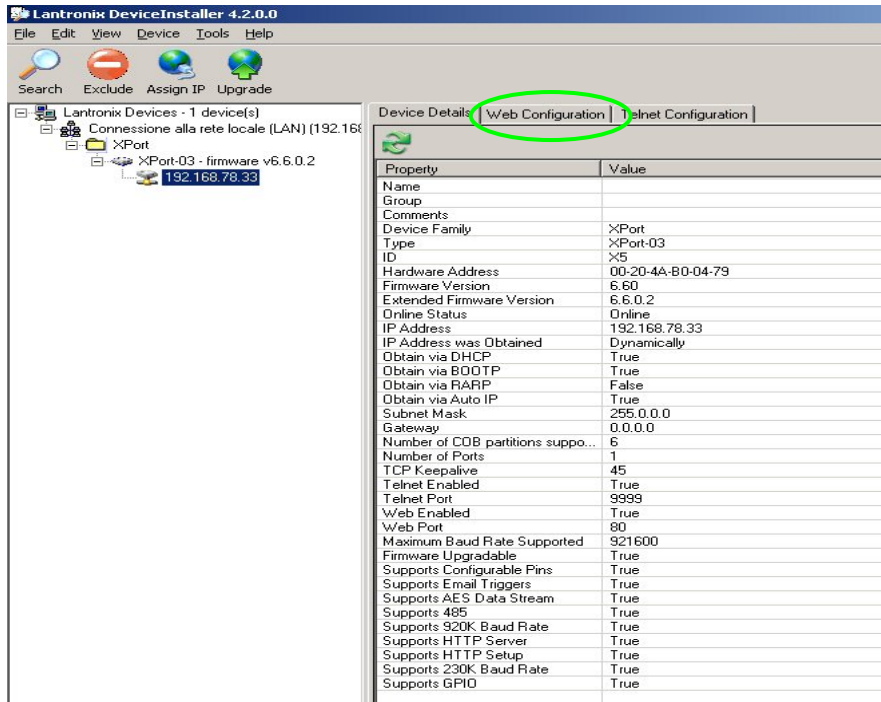 Lantronix DeviceInstaller 4.2.0.0
File Edit View Device Tools Help
Search Exclude Assign IP Upgrade
Lantronix Devices - 1 device(s)
Connessione alla rete locale (LAN) (192.168
XPort
XPort-03 - firmware v6.6.0.2
192.168.78.33
Device Details Web Configuration Telnet Configuration
Property Value
Name
Group
Comments
Device Family XPort
Type XPort-03
ID X5
Hardware Address 00-20-4A-B0-04-79
Firmware Version 6.60
Extended Firmware Version 6.6.0.2
Online Status Online
IP Address 192.168.78.33
IP Address was Obtained Dynamically
Obtain via DHCP True
Obtain via BOOTP True
Obtain via RARP False
Obtain via Auto IP True
Subnet Mask 255.0.0.0
Gateway 0.0.0.0
Number of COB partitions suppo... 6
Number of Ports 1
TCP Keepalive 45
Telnet Enabled True
Telnet Port 9999
Web Enabled True
Web Port 80
Maximum Baud Rate Supported 921600
Firmware Upgradable True
Supports Configurable Pins True
Supports Email Triggers True
Supports AES Data Stream True
Supports 485 True
Supports 920K Baud Rate True
Supports HTTP Server True
Supports HTTP Setup True
Supports 230K Baud Rate True
Supports GPIO True